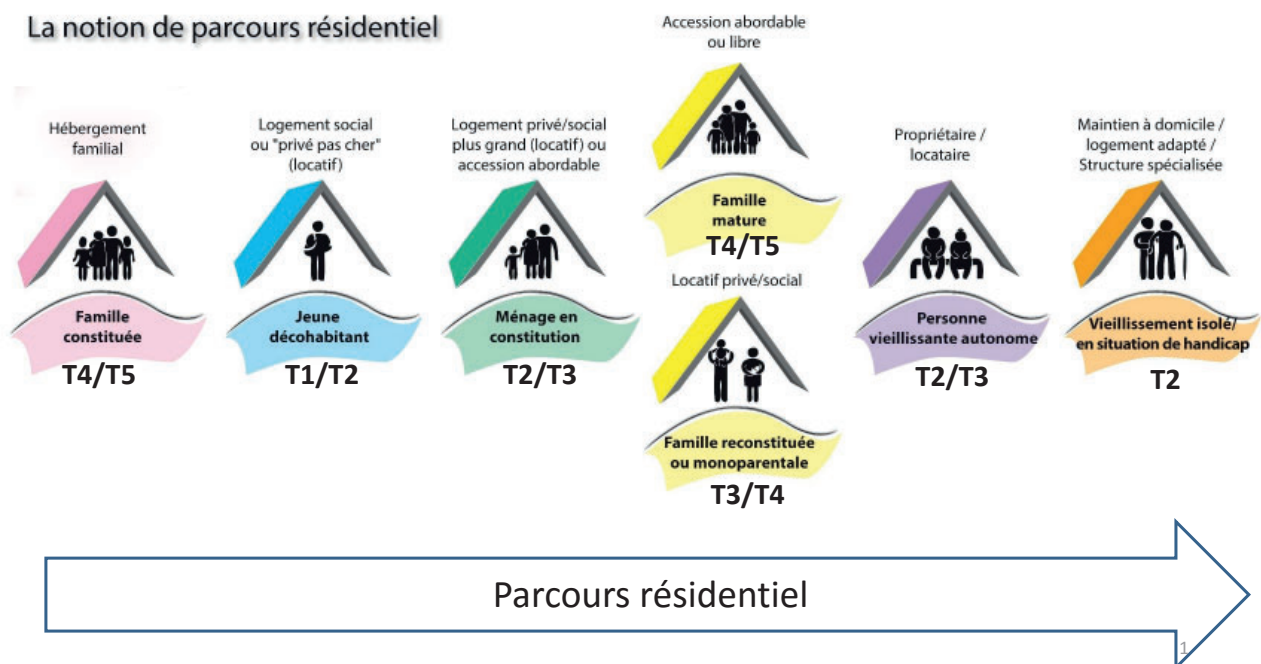 La notion de parcours résidentiel
Hébergement
familial
Famille
constituée
T4/T5
Logement social
ou "privé pas cher"
(locatif)
Jeune
décohabitant
T1/T2
Logement privé/social
plus grand (locatif) ou
accession abordable
Ménage en
constitution
T2/T3
Accession abordable
ou libre
Famille
mature
T4/T5
Locatif privé/social
Famille reconstituée
ou monoparentale
T3/T4
Propriétaire /
locataire
Personne
vieillissante autonome
T2/T3
Maintien à domicile /
logement adapté /
Structure spécialisée
Vieillissement isolé/
en situation de handicap
T2
Parcours résidentiel
1